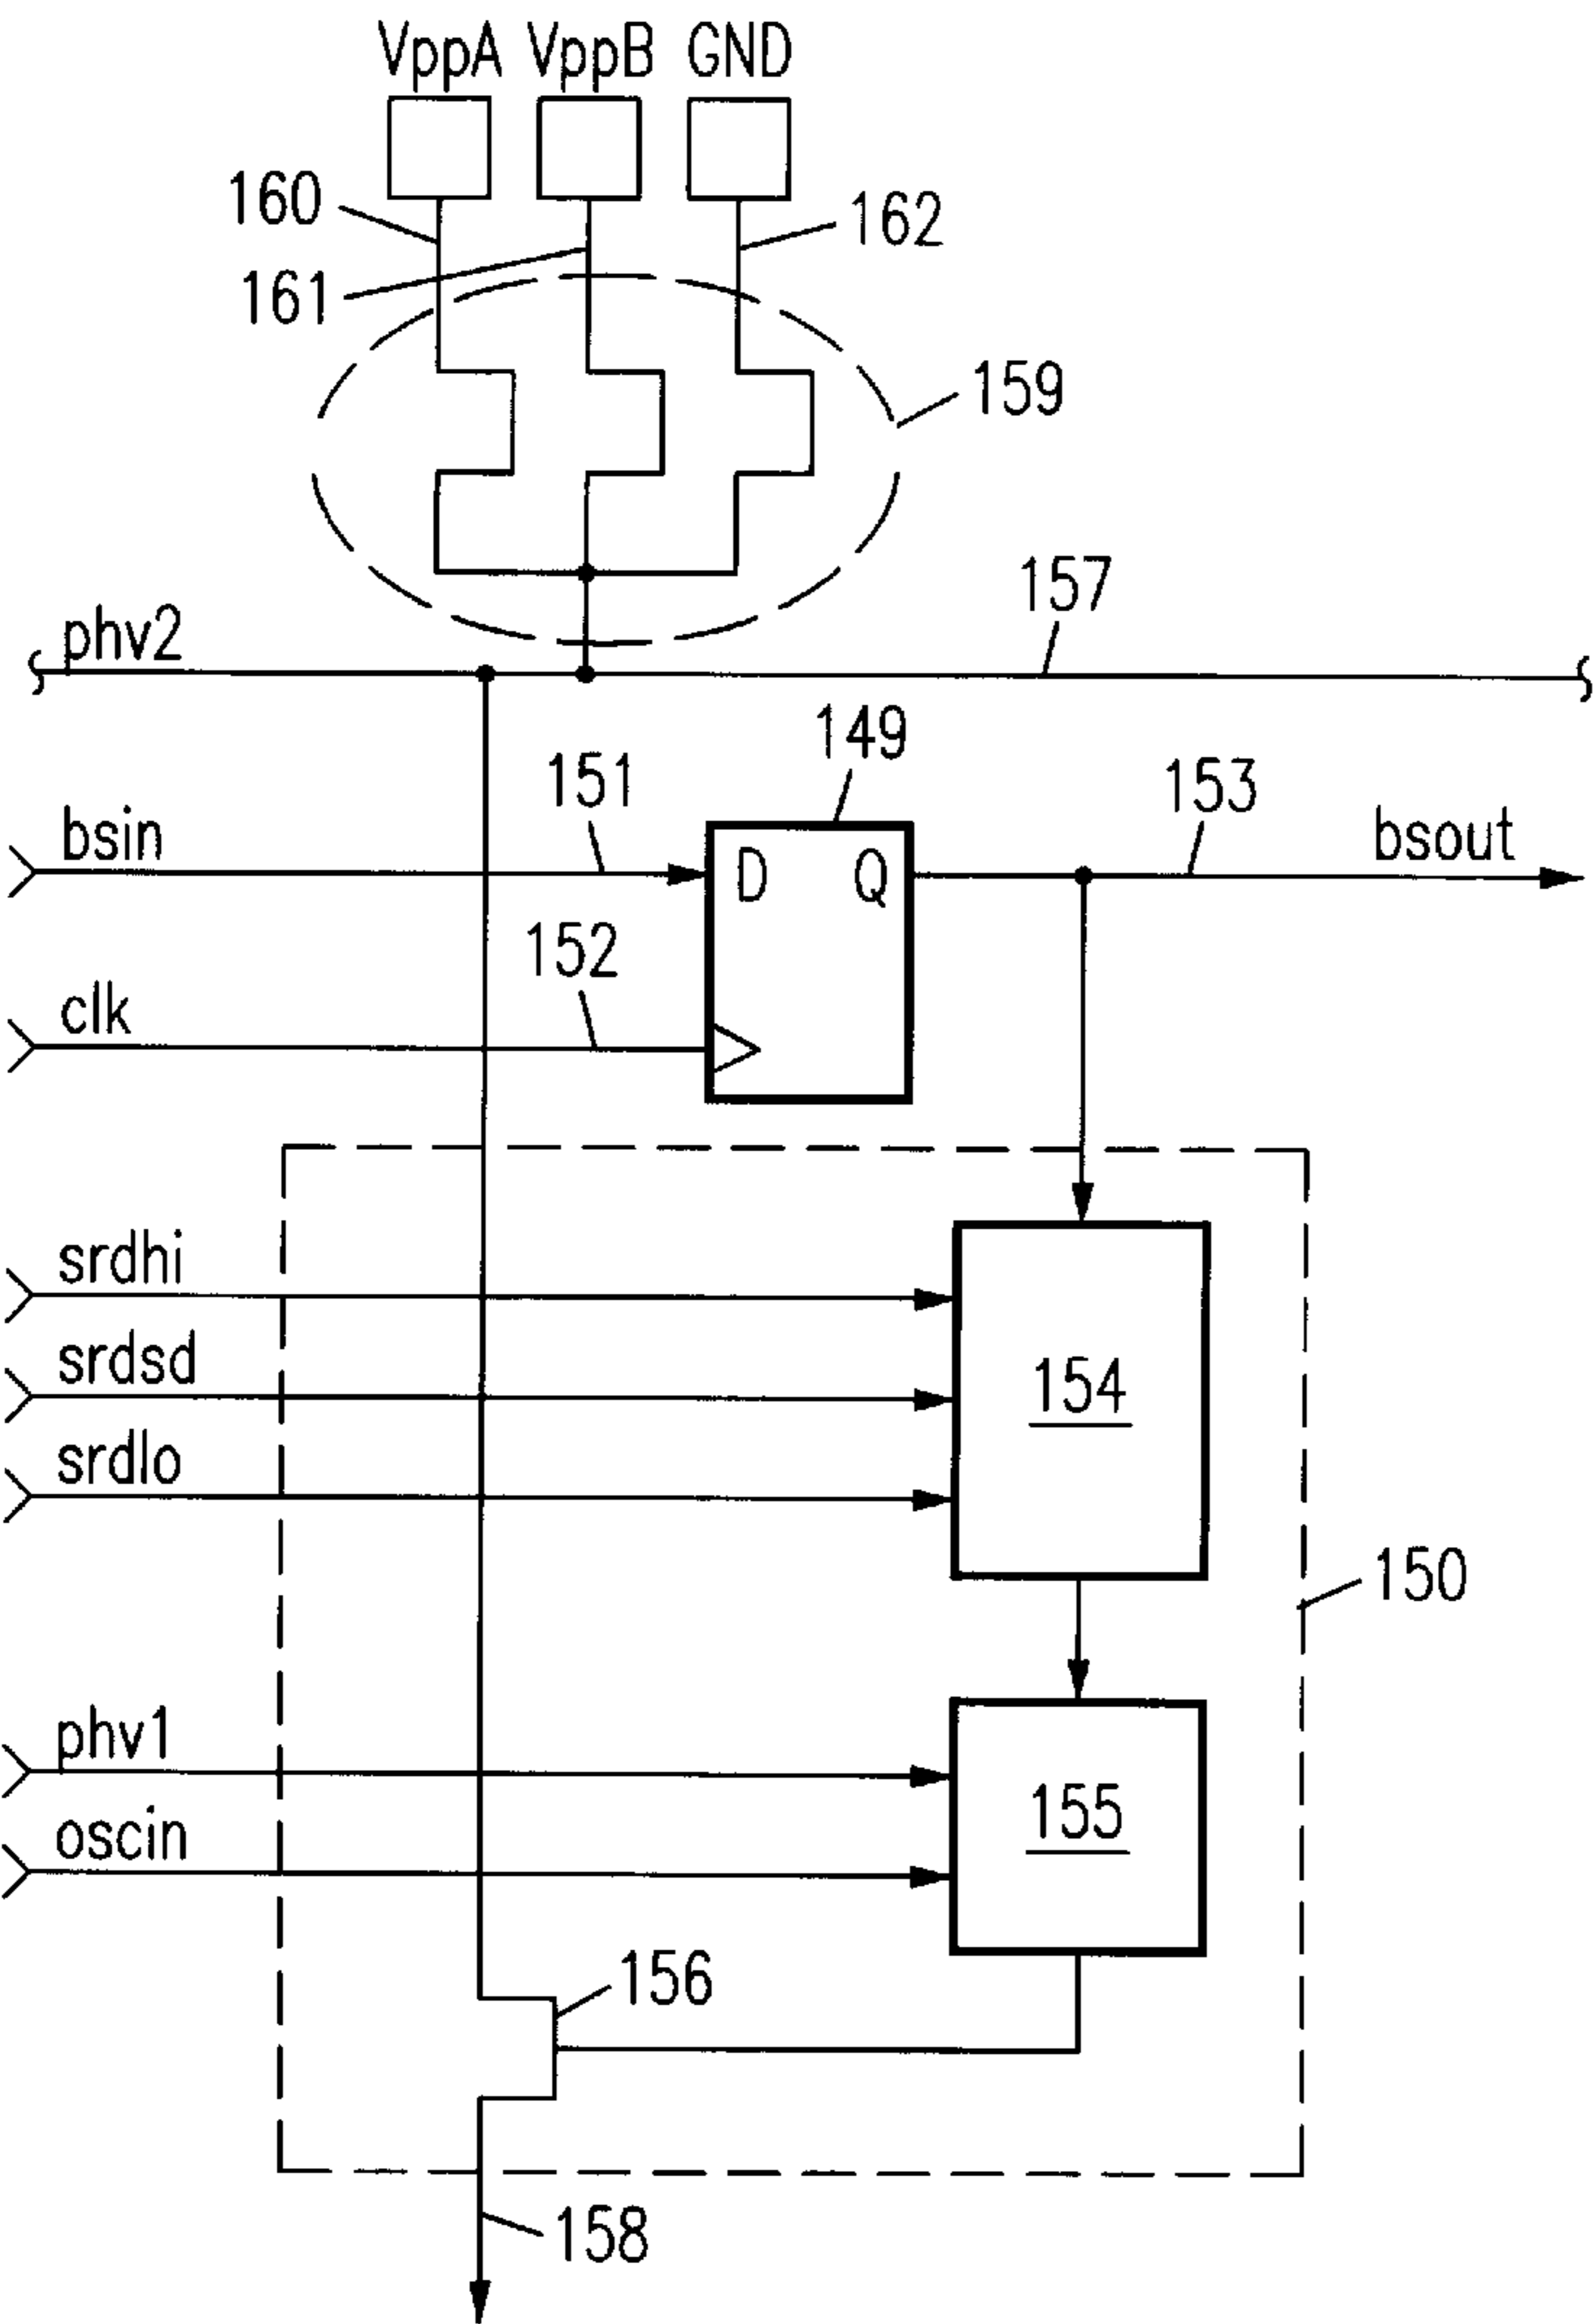 VppA VppB GND
160
162
161
159
157
phv2
149
151
153
bsin
D
Q
bsout
152
clk
srdhi
srdsd
154
srdlo
150
phv1
155
oscin
156
158